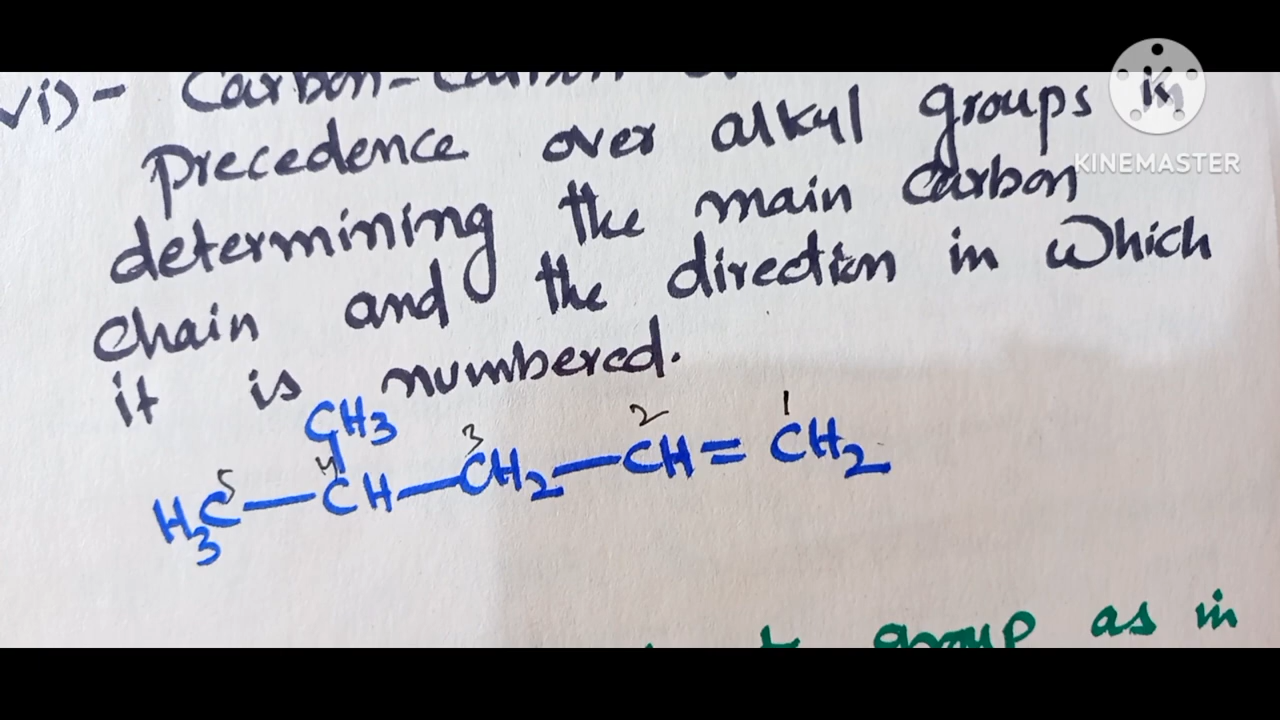 vi)- Carbon-carbon
precedence over alkyl groups
determining the main carbon
chain and the direction in which
it is numbered.
CH3
5 4 3 2 1
H3C—CH—CH2—CH=CH2
group as in
KINEMASTER